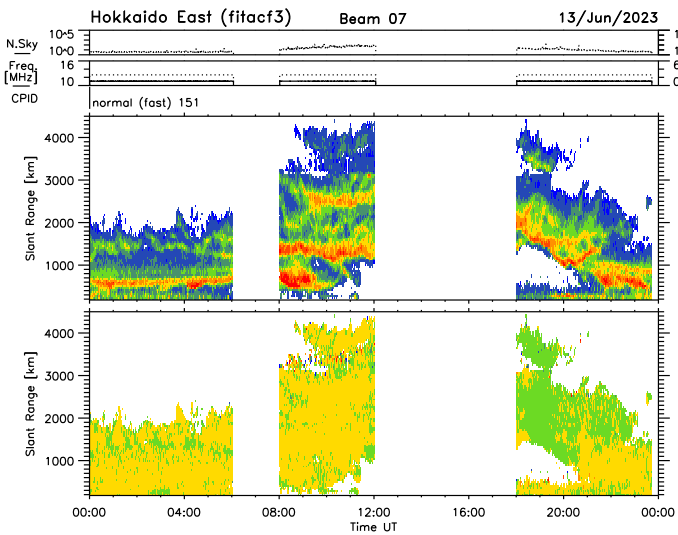 Hokkaido East (fitacf3) Beam 07 13/Jun/2023
N.Sky 10^5 10^0 1 1
Freq. [MHz] 16 10 6 0
CPID normal (fast) 151
Slant Range [km] 4000 3000 2000 1000
Slant Range [km] 4000 3000 2000 1000
00:00 04:00 08:00 12:00 16:00 20:00 00:00
Time UT